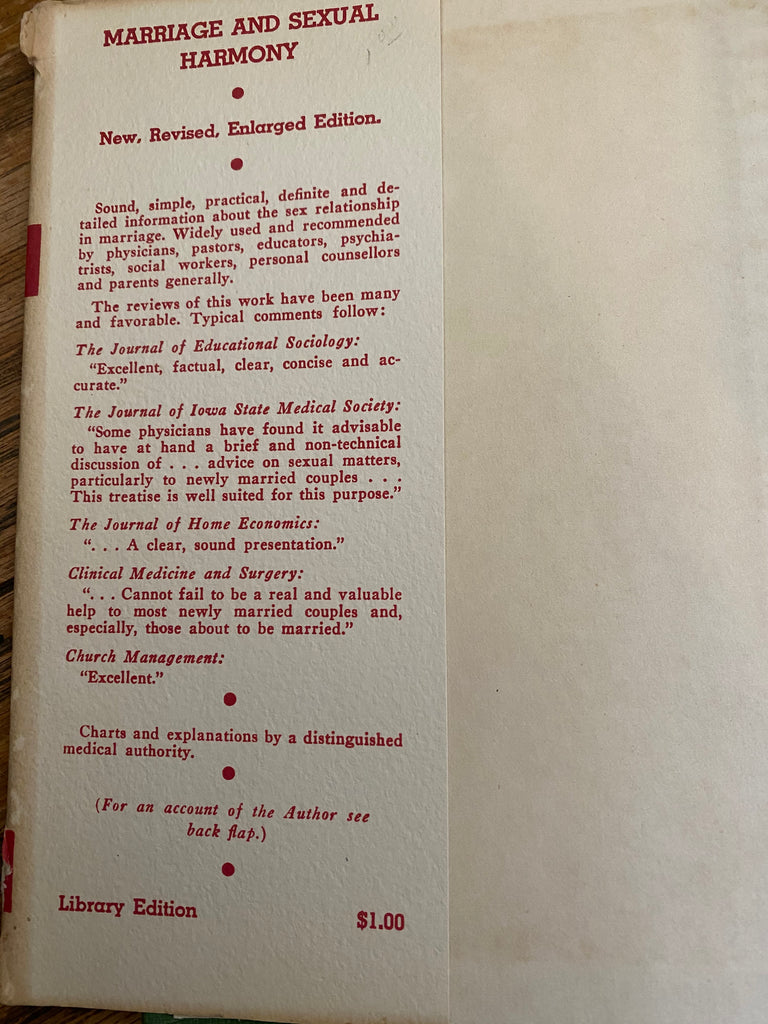 MARRIAGE AND SEXUAL
HARMONY
New, Revised, Enlarged Edition.
Sound, simple, practical, definite and de-
tailed information about the sex relationship
in marriage. Widely used and recommended
by physicians, pastors, educators, psychia-
trists, social workers, personal counsellors
and parents generally.
The reviews of this work have been many
and favorable. Typical comments follow:
The Journal of Educational Sociology:
“Excellent, factual, clear, concise and ac-
curate.”
The Journal of Iowa State Medical Society:
“Some physicians have found it advisable
to have at hand a brief and non-technical
discussion of . . . advice on sexual matters,
particularly to newly married couples . . .
This treatise is well suited for this purpose.”
The Journal of Home Economics:
“. . . A clear, sound presentation.”
Clinical Medicine and Surgery:
“. . . Cannot fail to be a real and valuable
help to most newly married couples and,
especially, those about to be married.”
Church Management:
“Excellent.”
Charts and explanations by a distinguished
medical authority.
(For an account of the Author see
back flap.)
Library Edition
$1.00